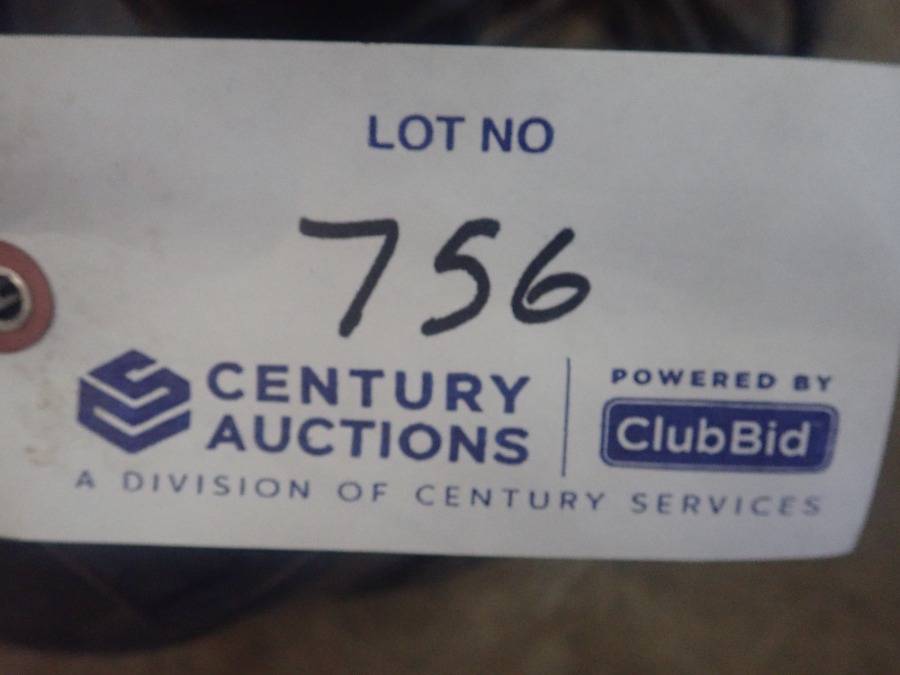 LOT NO
756
CENTURY AUCTIONS
POWERED BY
ClubBid
A DIVISION OF CENTURY SERVICES